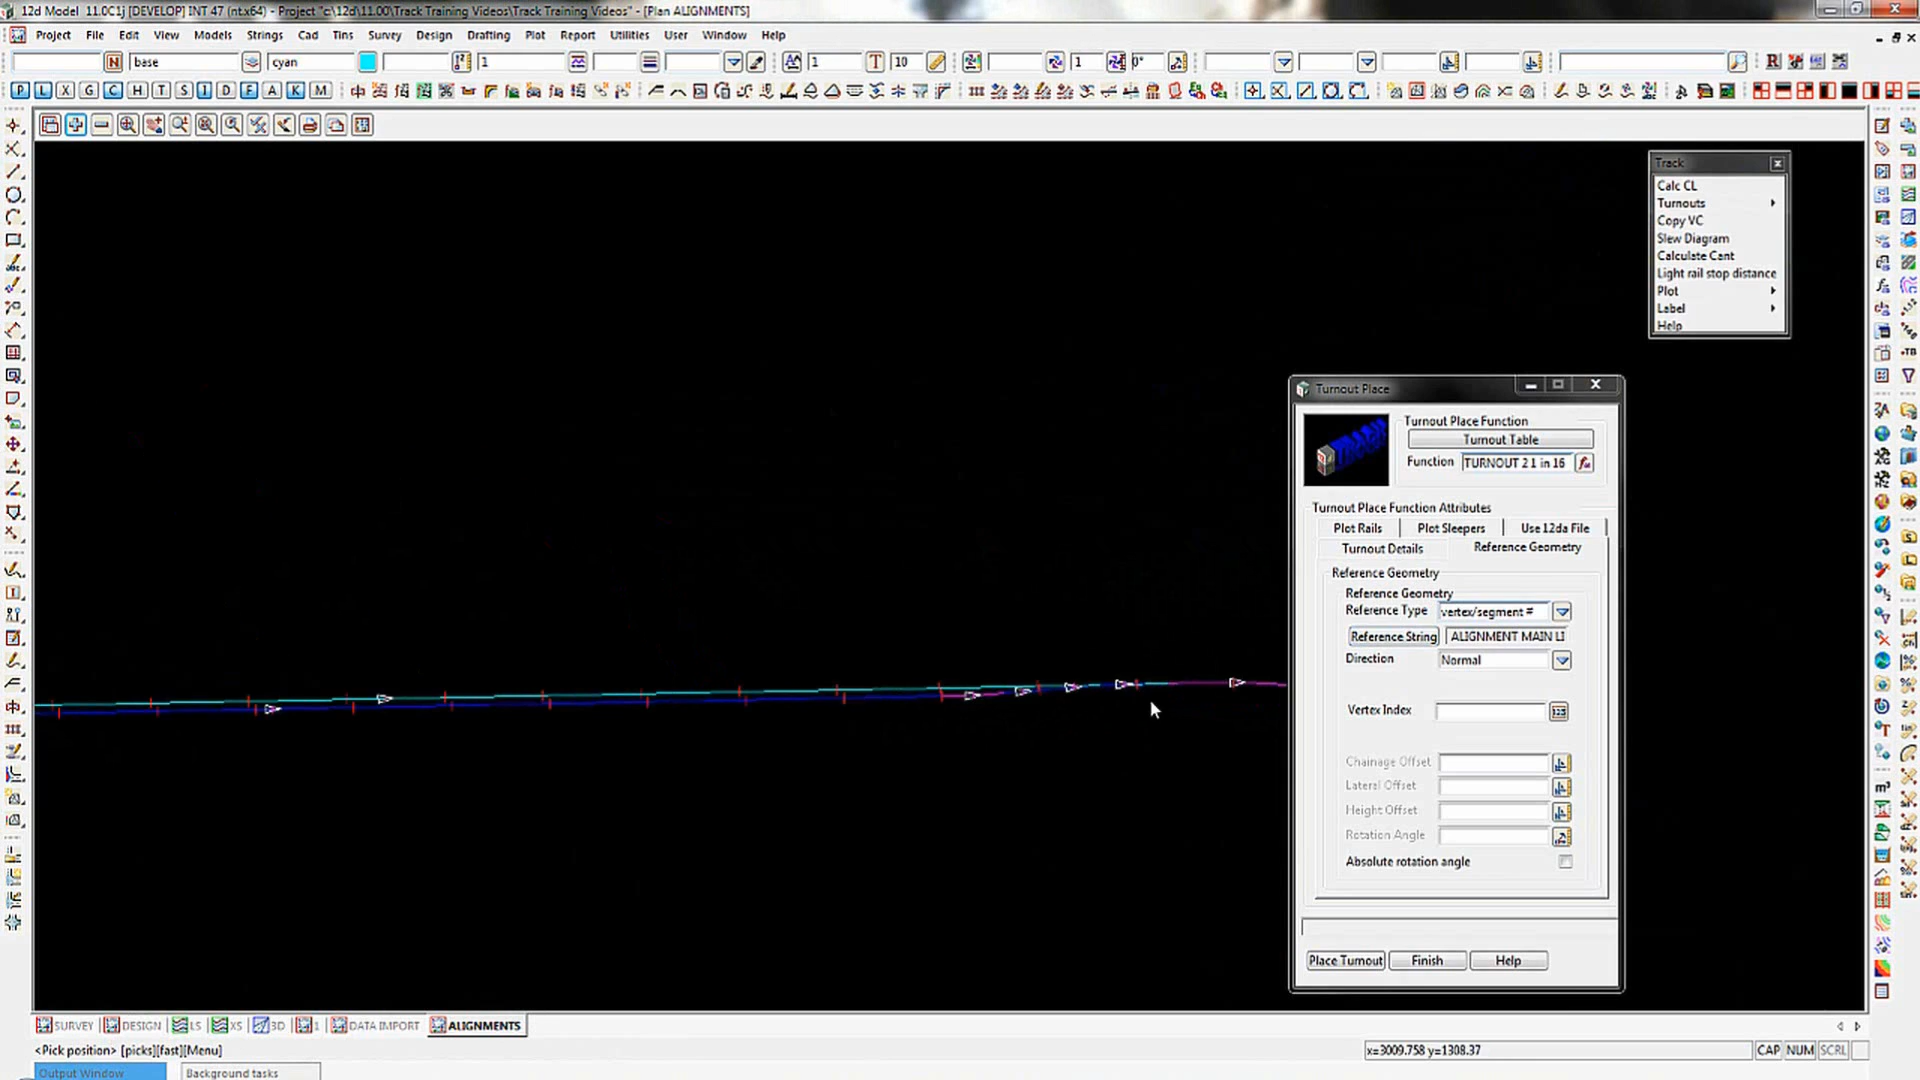 12d Model 11.0C1j [DEVELOP] INT 47 (nt.x64) - Project "c:\12d\11.00\Track Training Videos\Track Training Videos" - [Plan ALIGNMENTS]
Project File Edit View Models Strings Cad Tins Survey Design Drafting Plot Report Utilities User Window Help
N base cyan 1 1 T 10 1 0° R
P L X G C H T S I D F A K M
Track
Calc CL
Turnouts
Copy VC
Slew Diagram
Calculate Cant
Light rail stop distance
Plot
Label
Help
Turnout Place
Turnout Place Function
Turnout Table
Function TURNOUT 2 1 in 16
Turnout Place Function Attributes
Plot Rails Plot Sleepers Use 12da File
Turnout Details Reference Geometry
Reference Geometry
Reference Geometry
Reference Type vertex/segment #
Reference String ALIGNMENT MAIN LI
Direction Normal
Vertex Index 123
Chainage Offset
Lateral Offset
Height Offset
Rotation Angle
Absolute rotation angle
Place Turnout Finish Help
SURVEY DESIGN LS XS 3D 1 DATA IMPORT ALIGNMENTS
<Pick position> [picks][fast][Menu] x=3009.758 y=1308.37 CAP NUM SCRL
Output Window Background tasks